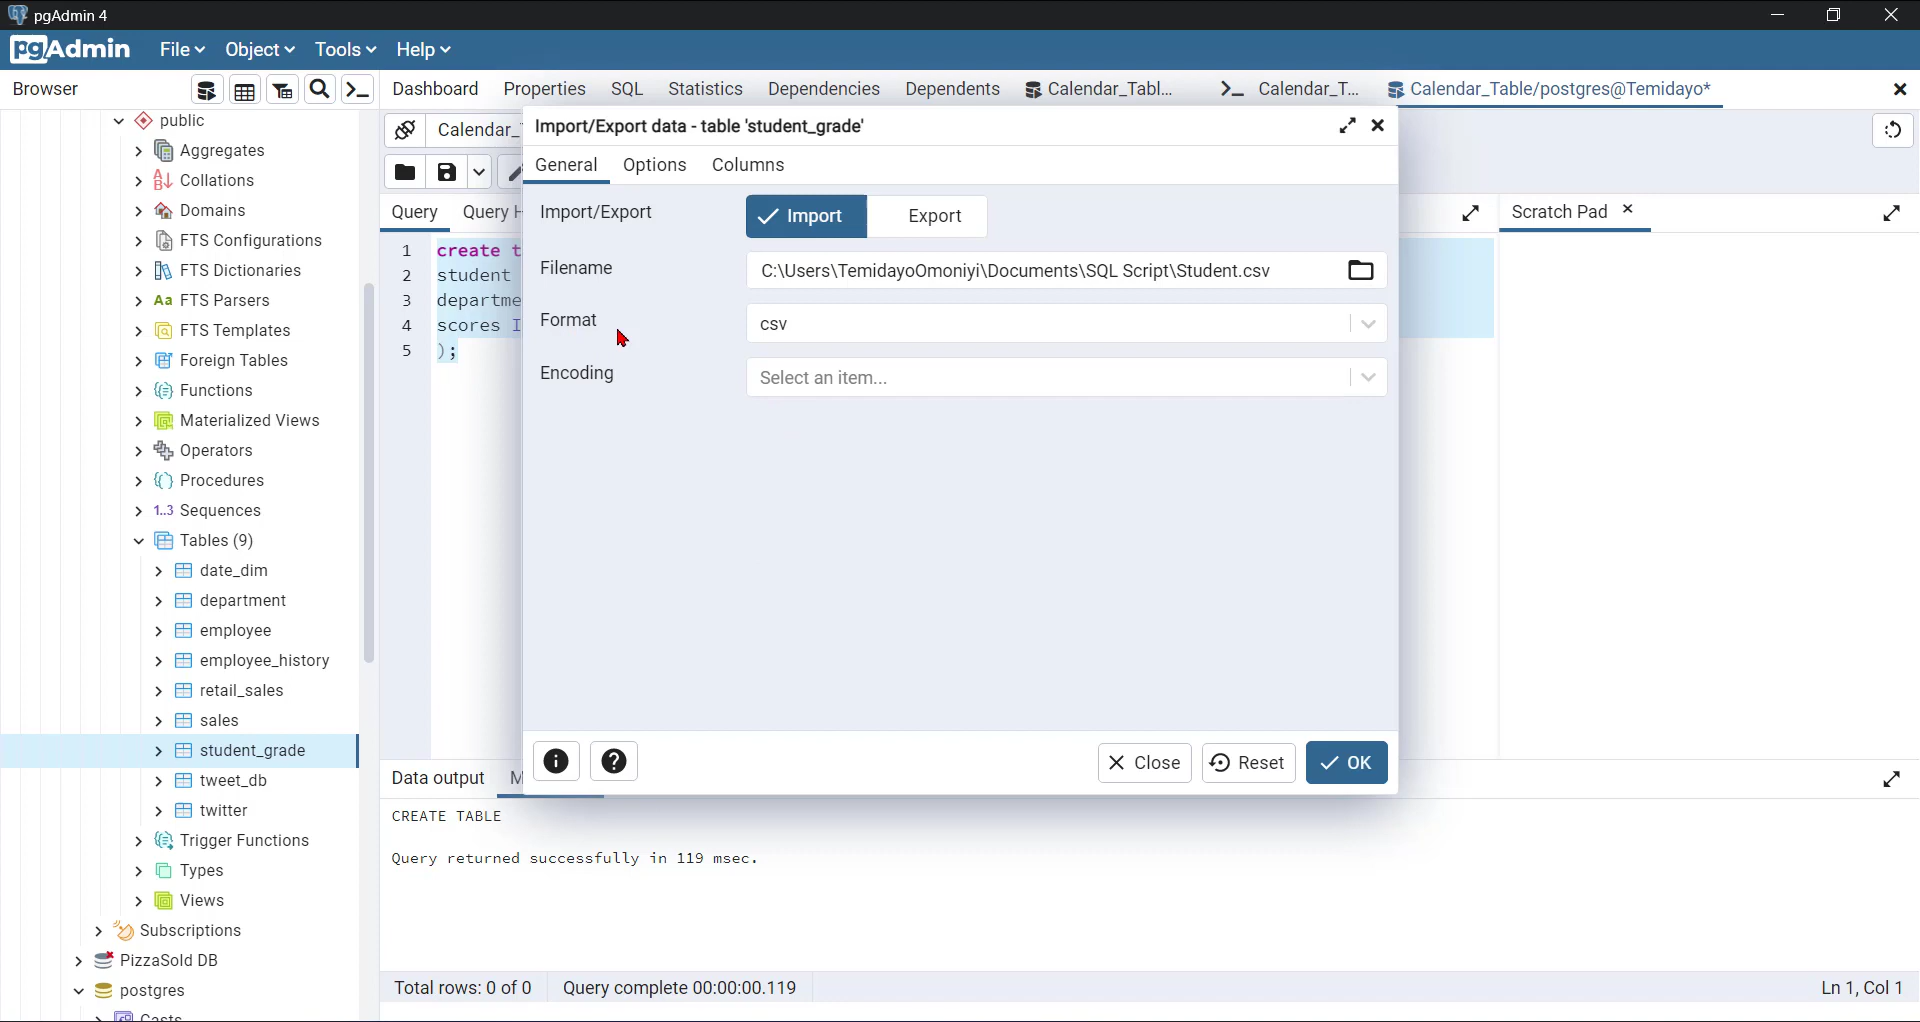 pgAdmin 4
pgAdmin File Object Tools Help
Browser
Dashboard Properties SQL Statistics Dependencies Dependents Calendar_Tabl... Calendar_T... Calendar_Table/postgres@Temidayo*
public
Aggregates
Collations
Domains
FTS Configurations
FTS Dictionaries
Aa FTS Parsers
FTS Templates
Foreign Tables
Functions
Materialized Views
Operators
Procedures
1..3 Sequences
Tables (9)
date_dim
department
employee
employee_history
retail_sales
sales
student_grade
tweet_db
twitter
Trigger Functions
Types
Views
Subscriptions
PizzaSold DB
postgres
Casts
Calendar_
Query Query H
1 create t
2 student
3 departme
4 scores I
5 );
Import/Export data - table 'student_grade'
General Options Columns
Import/Export Import Export
Filename C:\Users\TemidayoOmoniyi\Documents\SQL Script\Student.csv
Format csv
Encoding Select an item...
Close Reset OK
Scratch Pad
Data output M
CREATE TABLE
Query returned successfully in 119 msec.
Total rows: 0 of 0 Query complete 00:00:00.119 Ln 1, Col 1